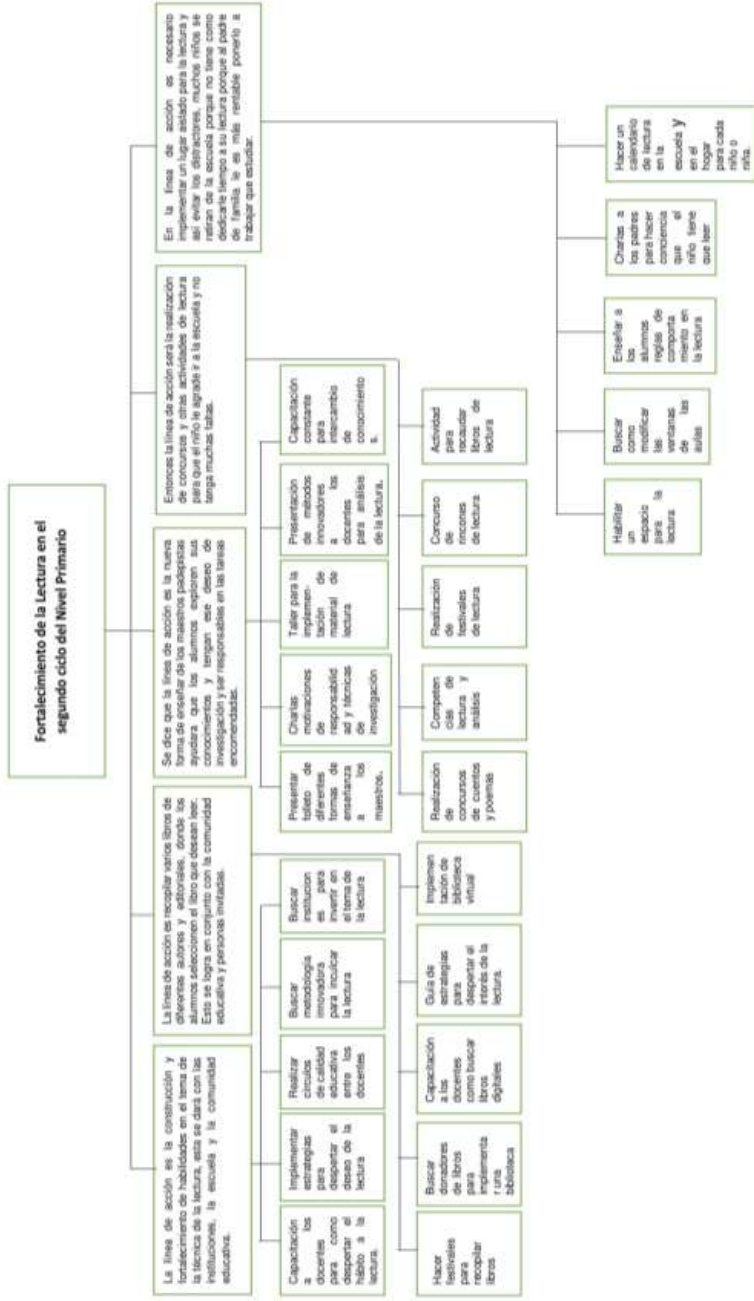 Fortalecimiento de la Lectura en el
segundo ciclo del Nivel Primario
La línea de acción es la construcción y
fortalecimiento de habilidades en el tema de
la técnica de la lectura, esta se dará con las
instituciones, la escuela y la comunidad
educativa.
La línea de acción es recopilar varios libros de
diferentes autores y editoriales, donde los
alumnos seleccionen el libro que desean leer.
Esto se logra en conjunto con la comunidad
educativa y personas invitadas.
Se dice que la línea de acción es la nueva
forma de enseñar de los maestros padepistas
ayudara que los alumnos exploren sus
conocimientos y tengan ese deseo de
investigación y ser responsables en las tareas
encomendadas.
Entonces la línea de acción será la realización
de concursos y otras actividades de lectura
para que el niño le agrade ir a la escuela y no
tenga muchas faltas.
En la línea de acción es necesario
implementar un lugar aislado para la lectura y
así evitar los distractores, muchos niños se
retiran de la escuela porque no tiene como
dedicarle tiempo a su lectura porque al padre
de familia le es más rentable ponerlo a
trabajar que estudiar.
Capacitación
a los
docentes
para como
despertar el
hábito a la
lectura.
Implementar
estrategias
para
despertar el
deseo de la
lectura
Realizar
círculos
de calidad
educativa
entre los
docentes
Buscar
metodología
innovadora
para inculcar
la lectura
Buscar
institucion
es para
invertir en
el tema de
la lectura
Presentar
folleto de
diferentes
formas de
enseñanza
a los
maestros.
Charlas
motivaciones
de
responsabilid
ad y técnicas
de
investigación
Taller para la
implemen-
tación de
material de
lectura
Presentación
de métodos
innovadores
a los
docentes
para análisis
de la lectura.
Capacitación
constante
para
intercambio
de
conocimiento
s.
Hacer
festivales
para
recopilar
libros
Buscar
donadores
de libros
para
implementa
r una
biblioteca
Capacitación
a los
docentes
como buscar
libros
digitales
Guía de
estrategias
para
despertar el
interés de la
lectura.
Implemen
tación de
biblioteca
virtual
Realización
de
concursos
de cuentos
y poemas
Competen
cias de
lectura y
análisis
Realización
de
festivales
de lectura
Concurso
de
rincones
de lectura
Actividad
para
recaudar
libros de
lectura
Habilitar
un
espacio
para la
lectura
Buscar
como
modificar
las
ventanas
de las
aulas
Enseñar a
los
alumnos
reglas de
comporta
miento en
la lectura
Charlas a
los padres
para hacer
conciencia
que el
niño tiene
que leer
Hacer un
calendario
de lectura
en la
escuela y
en el
hogar
para cada
niño o
niña.